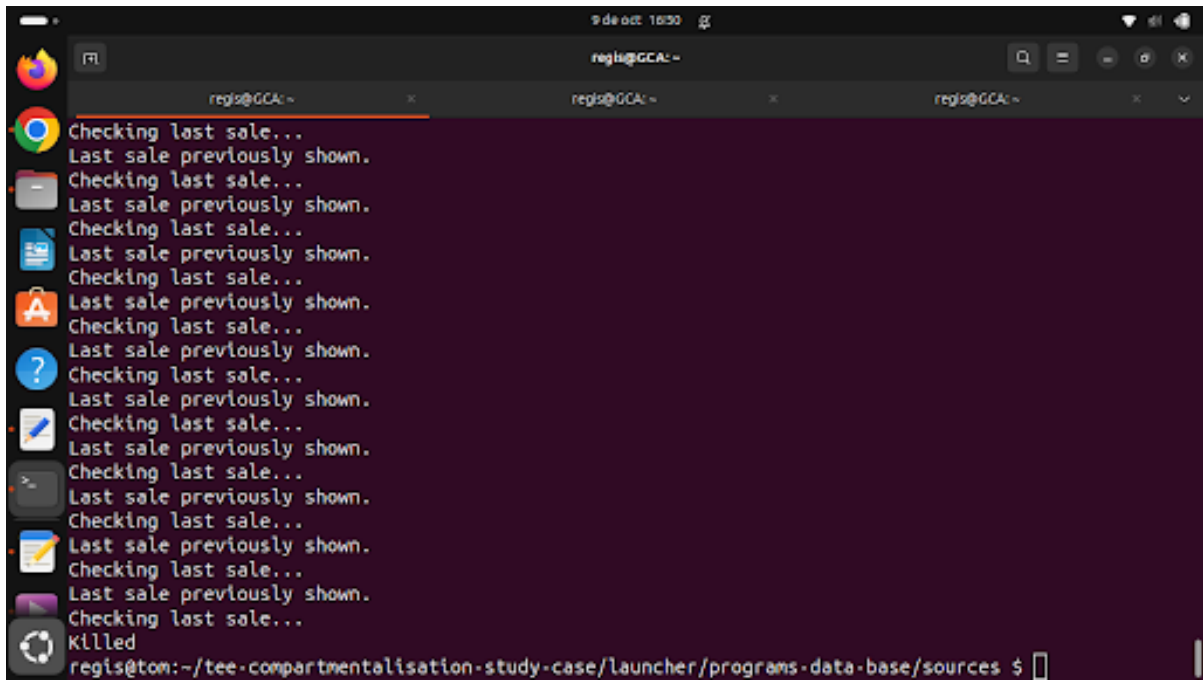 9 de oct 16:30
regis@GCA: ~
regis@GCA: ~
regis@GCA: ~
regis@GCA: ~
Checking last sale...
Last sale previously shown.
Checking last sale...
Last sale previously shown.
Checking last sale...
Last sale previously shown.
Checking last sale...
Last sale previously shown.
Checking last sale...
Last sale previously shown.
Checking last sale...
Last sale previously shown.
Checking last sale...
Last sale previously shown.
Checking last sale...
Last sale previously shown.
Checking last sale...
Last sale previously shown.
Checking last sale...
Last sale previously shown.
Checking last sale...
Killed
regis@tom:~/tee-compartmentalisation-study-case/launcher/programs-data-base/sources $